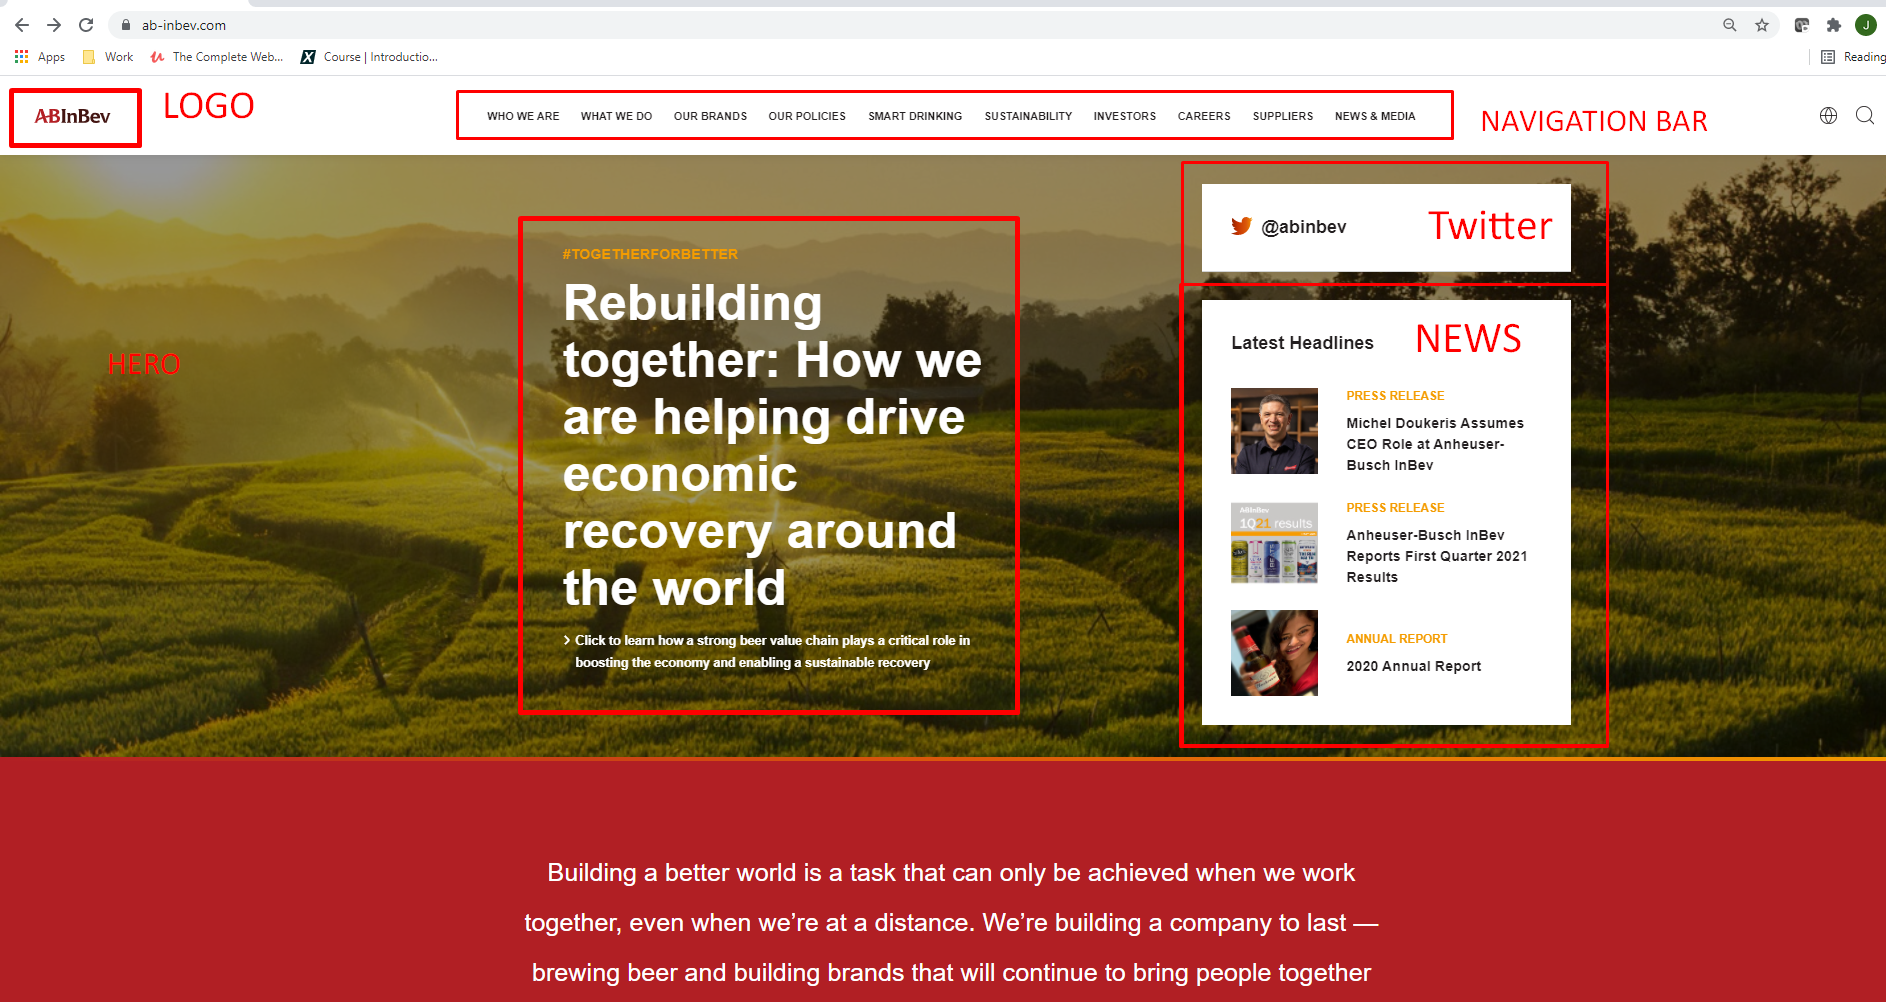 ab-inbev.com
J
Apps
Work
The Complete Web...
Course | Introductio...
Reading
ABInBev
LOGO
WHO WE ARE
WHAT WE DO
OUR BRANDS
OUR POLICIES
SMART DRINKING
SUSTAINABILITY
INVESTORS
CAREERS
SUPPLIERS
NEWS & MEDIA
NAVIGATION BAR
HERO
#TOGETHERFORBETTER
Rebuilding
together: How we
are helping drive
economic
recovery around
the world
Click to learn how a strong beer value chain plays a critical role in
boosting the economy and enabling a sustainable recovery
@abinbev
Twitter
Latest Headlines
NEWS
PRESS RELEASE
Michel Doukeris Assumes
CEO Role at Anheuser-
Busch InBev
ABInBev
1Q21 results
PRESS RELEASE
Anheuser-Busch InBev
Reports First Quarter 2021
Results
ANNUAL REPORT
2020 Annual Report
Building a better world is a task that can only be achieved when we work
together, even when we’re at a distance. We’re building a company to last —
brewing beer and building brands that will continue to bring people together